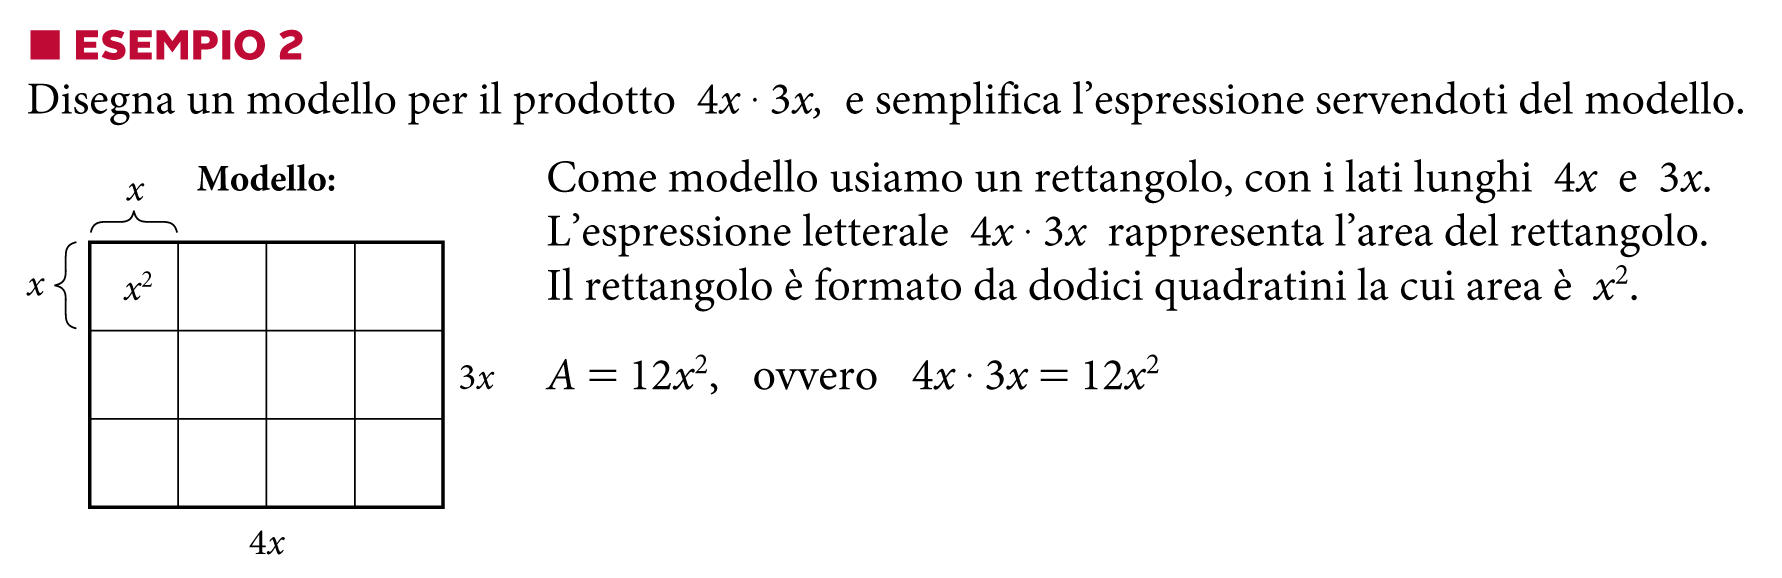 ■ ESEMPIO 2
Disegna un modello per il prodotto 4x · 3x, e semplifica l’espressione servendoti del modello.
Modello:
x
x
x²
3x
4x
Come modello usiamo un rettangolo, con i lati lunghi 4x e 3x.
L’espressione letterale 4x · 3x rappresenta l’area del rettangolo.
Il rettangolo è formato da dodici quadratini la cui area è x².
A = 12x², ovvero 4x · 3x = 12x²